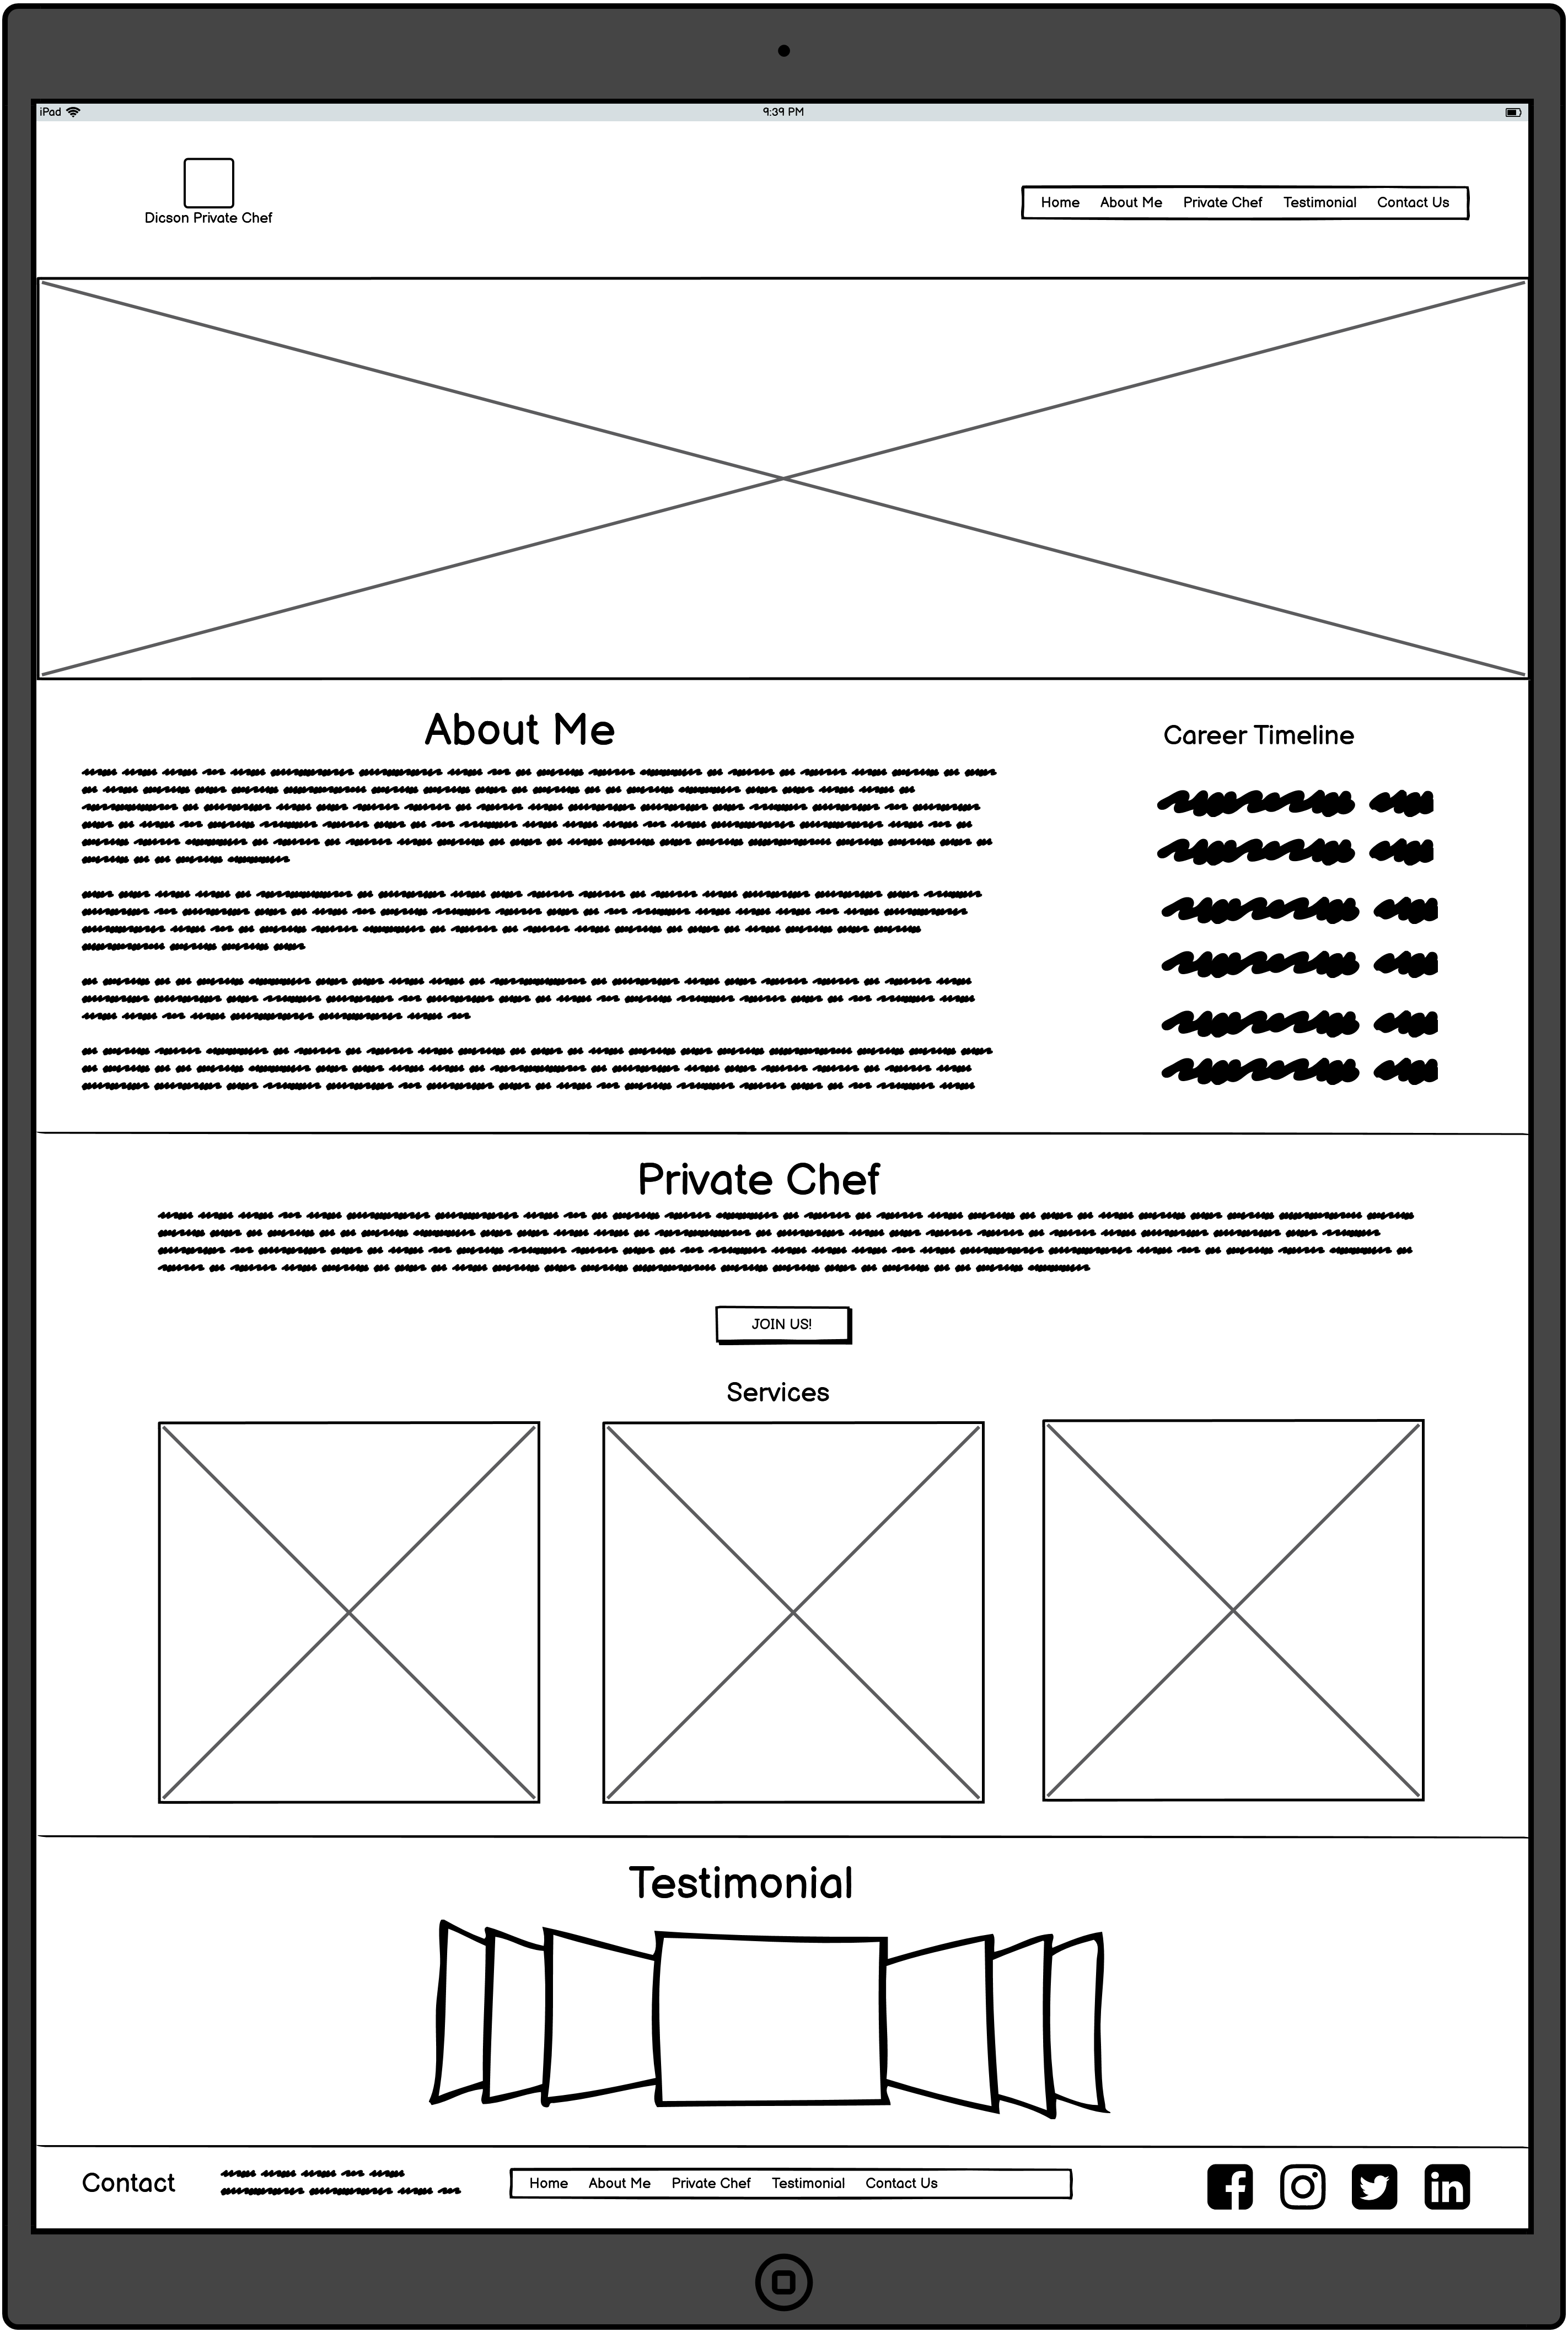 iPad 9:39 PM
Dicson Private Chef
Home About Me Private Chef Testimonial Contact Us
About Me
Career Timeline
Private Chef
JOIN US!
Services
Testimonial
Contact
Home About Me Private Chef Testimonial Contact Us